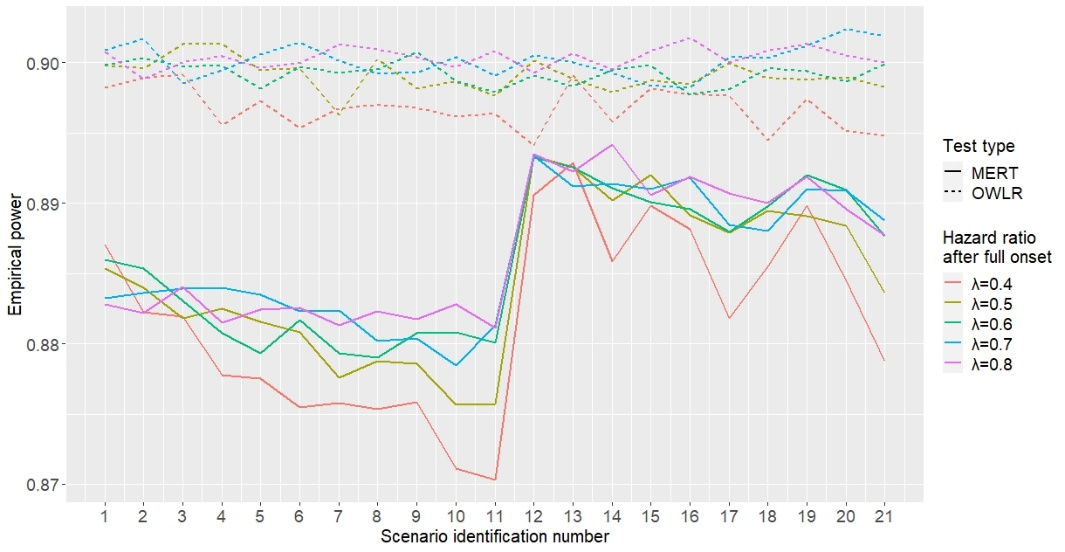 0.90
0.89
0.88
0.87
Empirical power
1 2 3 4 5 6 7 8 9 10 11 12 13 14 15 16 17 18 19 20 21
Scenario identification number
Test type
MERT
OWLR
Hazard ratio
after full onset
λ=0.4
λ=0.5
λ=0.6
λ=0.7
λ=0.8